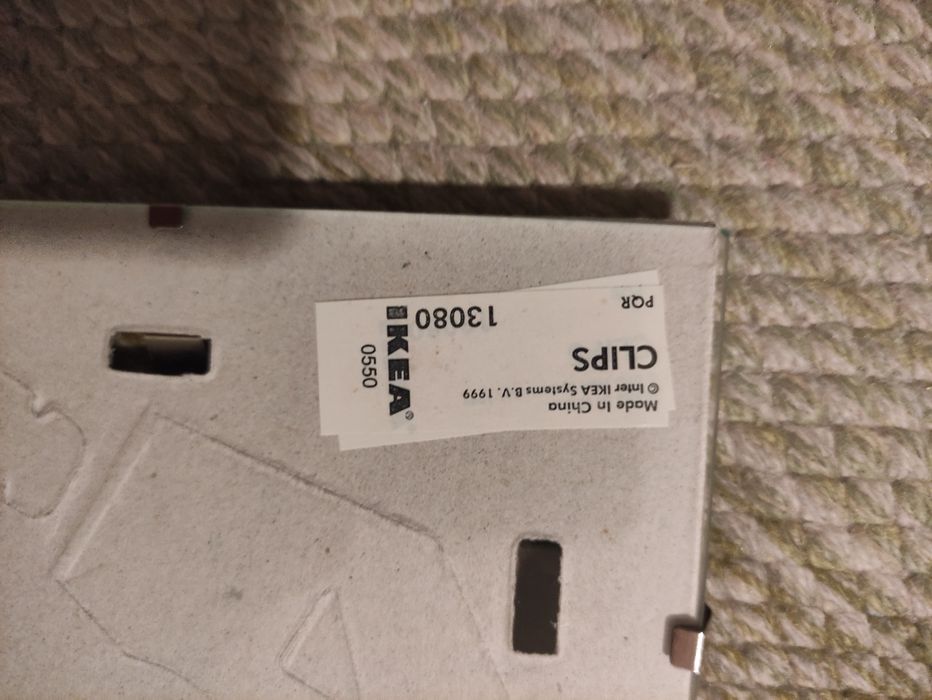 Made In China
© Inter IKEA Systems B.V. 1999
CLIPS
PQR
13080
IKEA®
0550